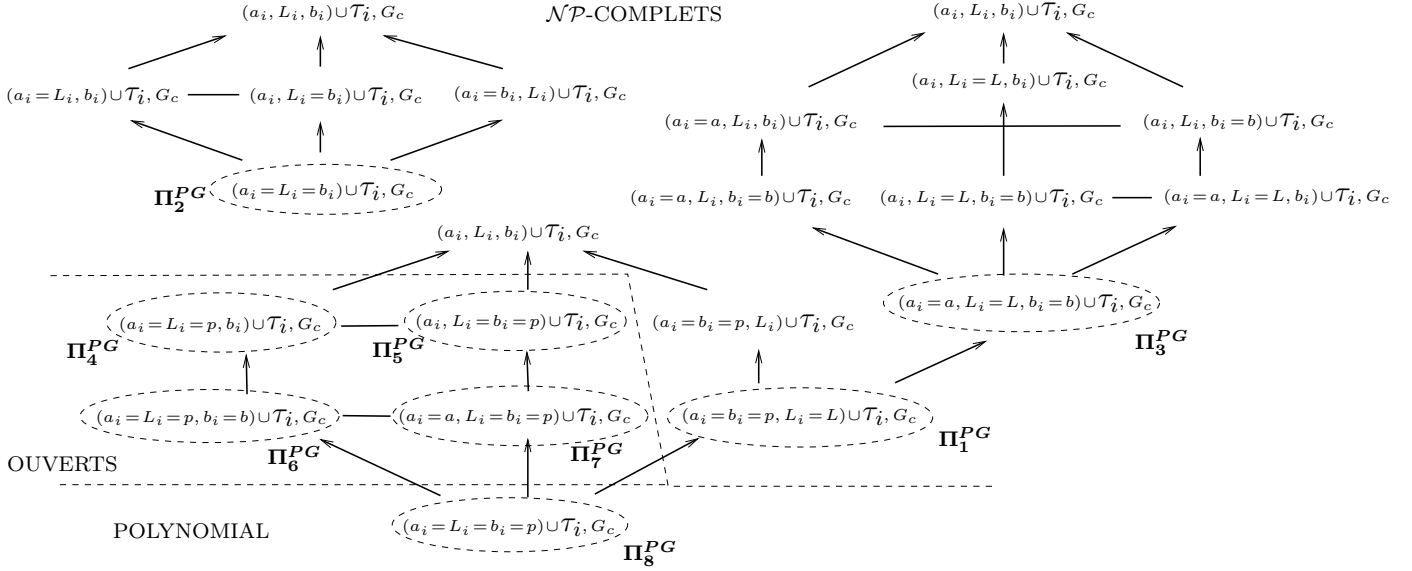 (a_i, L_i, b_i) ∪ 𝒯_i, G_c
𝒩𝒫-COMPLETS
(a_i, L_i, b_i) ∪ 𝒯_i, G_c
(a_i, L_i = L, b_i) ∪ 𝒯_i, G_c
(a_i = L_i, b_i) ∪ 𝒯_i, G_c
(a_i, L_i = b_i) ∪ 𝒯_i, G_c
(a_i = b_i, L_i) ∪ 𝒯_i, G_c
(a_i = a, L_i, b_i) ∪ 𝒯_i, G_c
(a_i, L_i, b_i = b) ∪ 𝒯_i, G_c
(a_i = L_i = b_i) ∪ 𝒯_i, G_c
Π_2^{PG}
(a_i = a, L_i, b_i = b) ∪ 𝒯_i, G_c
(a_i, L_i = L, b_i = b) ∪ 𝒯_i, G_c
(a_i = a, L_i = L, b_i) ∪ 𝒯_i, G_c
(a_i, L_i, b_i) ∪ 𝒯_i, G_c
(a_i = a, L_i = L, b_i = b) ∪ 𝒯_i, G_c
Π_3^{PG}
(a_i = L_i = p, b_i) ∪ 𝒯_i, G_c
Π_4^{PG}
(a_i, L_i = b_i = p) ∪ 𝒯_i, G_c
Π_5^{PG}
(a_i = b_i = p, L_i) ∪ 𝒯_i, G_c
(a_i = L_i = p, b_i = b) ∪ 𝒯_i, G_c
Π_6^{PG}
(a_i = a, L_i = b_i = p) ∪ 𝒯_i, G_c
Π_7^{PG}
(a_i = b_i = p, L_i = L) ∪ 𝒯_i, G_c
Π_1^{PG}
OUVERTS
POLYNOMIAL
(a_i = L_i = b_i = p) ∪ 𝒯_i, G_c
Π_8^{PG}